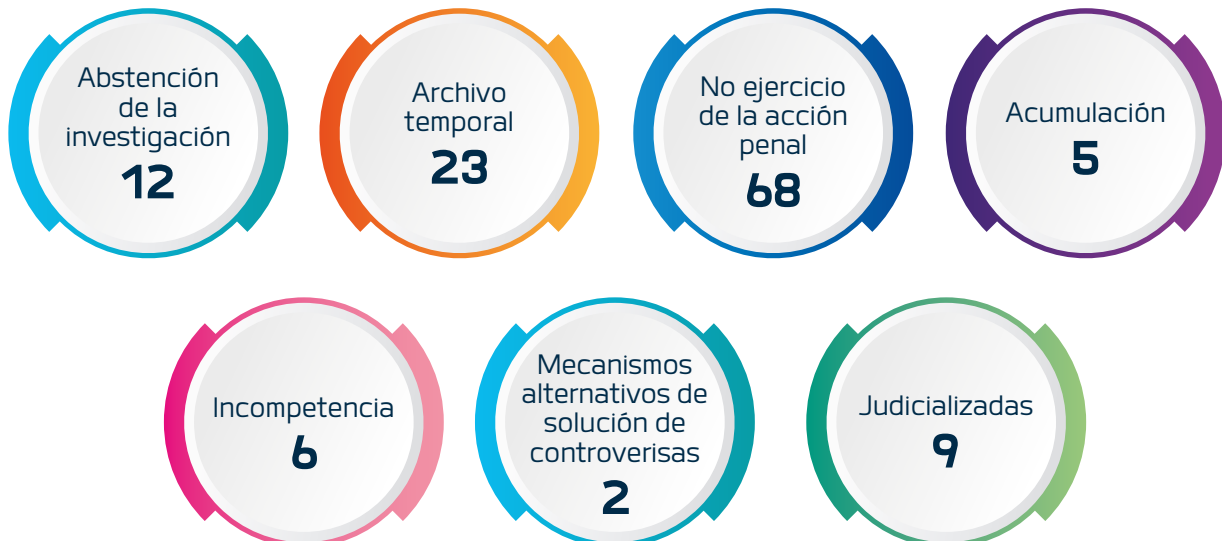 Abstención
de la
investigación
12
Archivo
temporal
23
No ejercicio
de la acción
penal
68
Acumulación
5
Incompetencia
6
Mecanismos
alternativos de
solución de
controverisas
2
Judicializadas
9